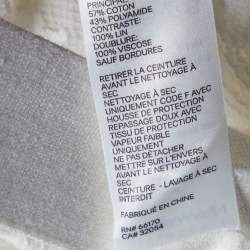 PRINCIPALE:
57% COTON
43% POLYAMIDE
CONTRASTE:
100% LIN
DOUBLURE:
100% VISCOSE
SAUF BORDURES
RETIRER LA CEINTURE
AVANT LE NETTOYAGE À
SEC
NETTOYAGE À SEC
UNIQUEMENT CODE F AVEC
HOUSSE DE PROTECTION
REPASSAGE DOUX AVEC
TISSU DE PROTECTION
VAPEUR FAIBLE
UNIQUEMENT
NE PAS DÉTACHER
METTRE SUR L'ENVERS
AVANT LE NETTOYAGE À
SEC
CEINTURE - LAVAGE À SEC
INTERDIT
FABRIQUÉ EN CHINE
RN# 66170
CA# 32054